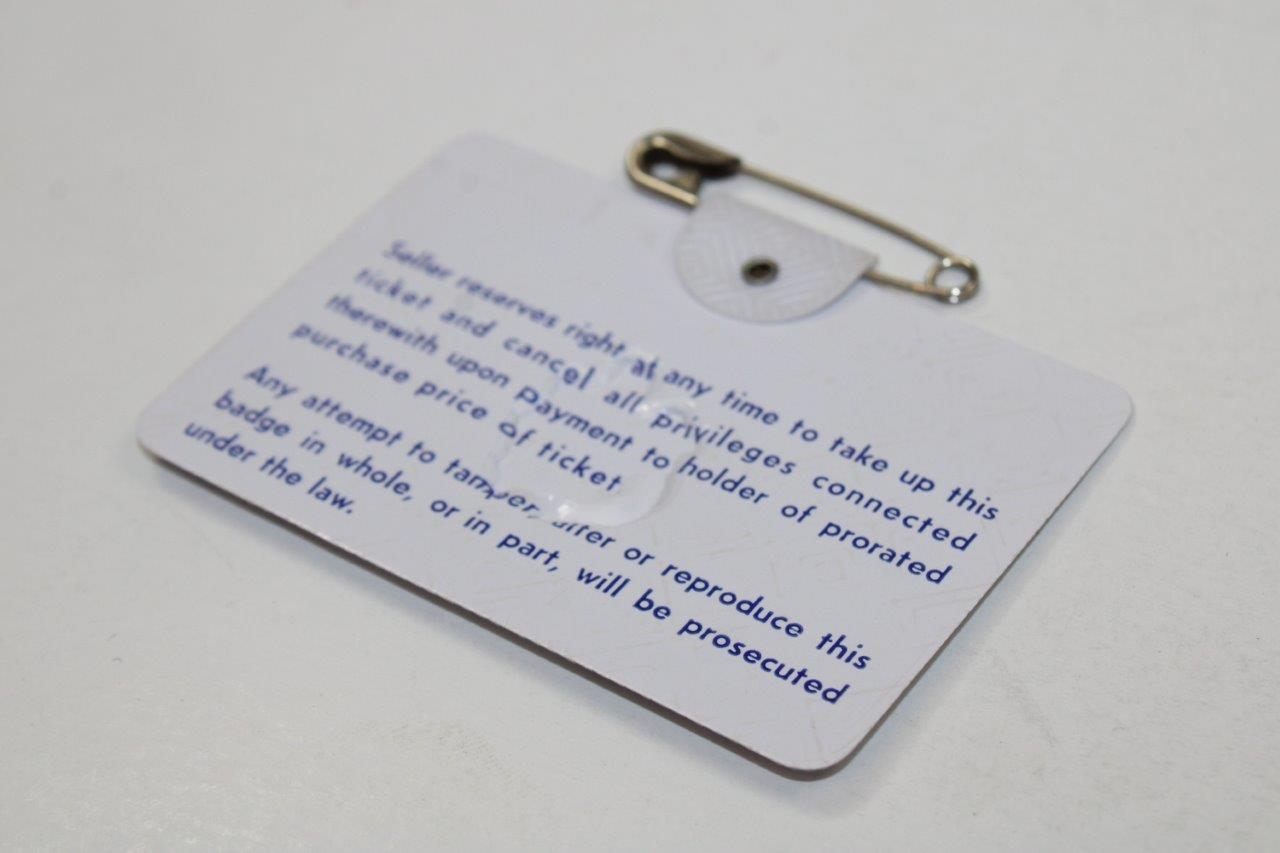 Seller reserves right at any time to take up this
ticket and cancel all privileges connected
therewith upon payment to holder of prorated
purchase price of ticket
Any attempt to tamper, alter or reproduce this
badge in whole, or in part, will be prosecuted
under the law.